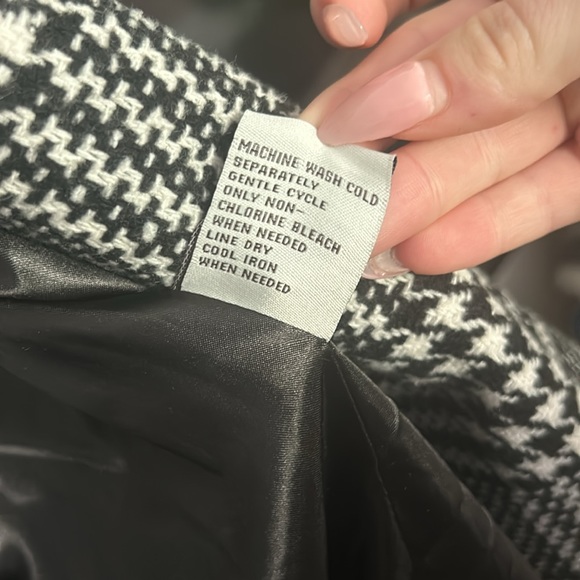 MACHINE WASH COLD
SEPARATELY
GENTLE CYCLE
ONLY NON-
CHLORINE BLEACH
WHEN NEEDED
LINE DRY
COOL IRON
WHEN NEEDED